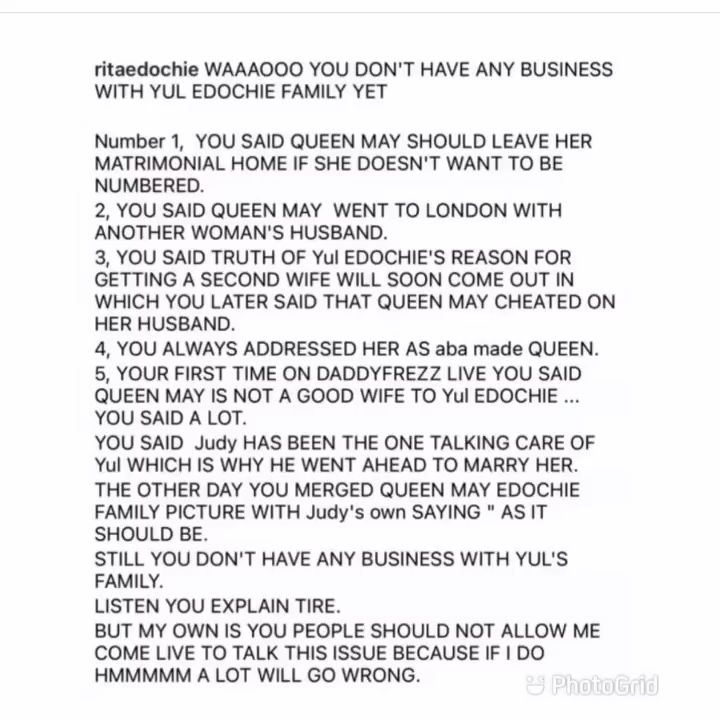 ritaedochie WAAAOOO YOU DON'T HAVE ANY BUSINESS
WITH YUL EDOCHIE FAMILY YET
Number 1, YOU SAID QUEEN MAY SHOULD LEAVE HER
MATRIMONIAL HOME IF SHE DOESN'T WANT TO BE
NUMBERED.
2, YOU SAID QUEEN MAY WENT TO LONDON WITH
ANOTHER WOMAN'S HUSBAND.
3, YOU SAID TRUTH OF Yul EDOCHIE'S REASON FOR
GETTING A SECOND WIFE WILL SOON COME OUT IN
WHICH YOU LATER SAID THAT QUEEN MAY CHEATED ON
HER HUSBAND.
4, YOU ALWAYS ADDRESSED HER AS aba made QUEEN.
5, YOUR FIRST TIME ON DADDYFREZZ LIVE YOU SAID
QUEEN MAY IS NOT A GOOD WIFE TO Yul EDOCHIE ...
YOU SAID A LOT.
YOU SAID Judy HAS BEEN THE ONE TALKING CARE OF
Yul WHICH IS WHY HE WENT AHEAD TO MARRY HER.
THE OTHER DAY YOU MERGED QUEEN MAY EDOCHIE
FAMILY PICTURE WITH Judy's own SAYING " AS IT
SHOULD BE.
STILL YOU DON'T HAVE ANY BUSINESS WITH YUL'S
FAMILY.
LISTEN YOU EXPLAIN TIRE.
BUT MY OWN IS YOU PEOPLE SHOULD NOT ALLOW ME
COME LIVE TO TALK THIS ISSUE BECAUSE IF I DO
HMMMMM A LOT WILL GO WRONG.
PhotoGrid